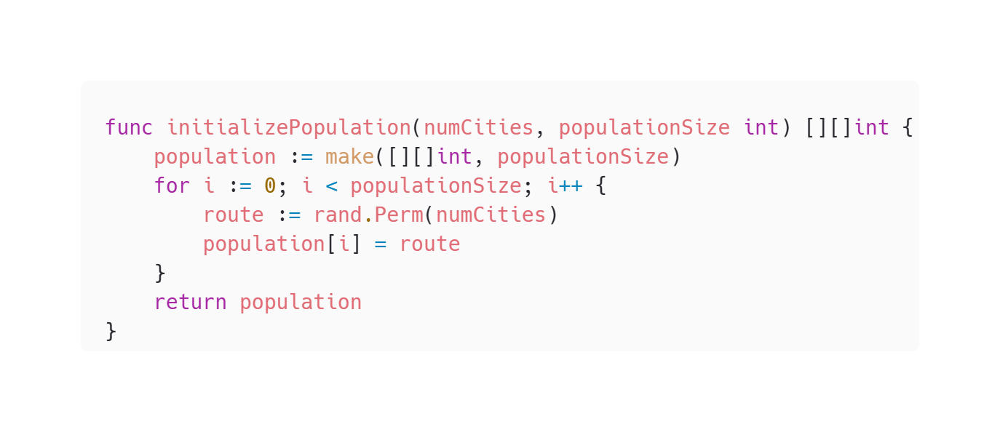 func initializePopulation(numCities, populationSize int) [][]int {
    population := make([][]int, populationSize)
    for i := 0; i < populationSize; i++ {
        route := rand.Perm(numCities)
        population[i] = route
    }
    return population
}